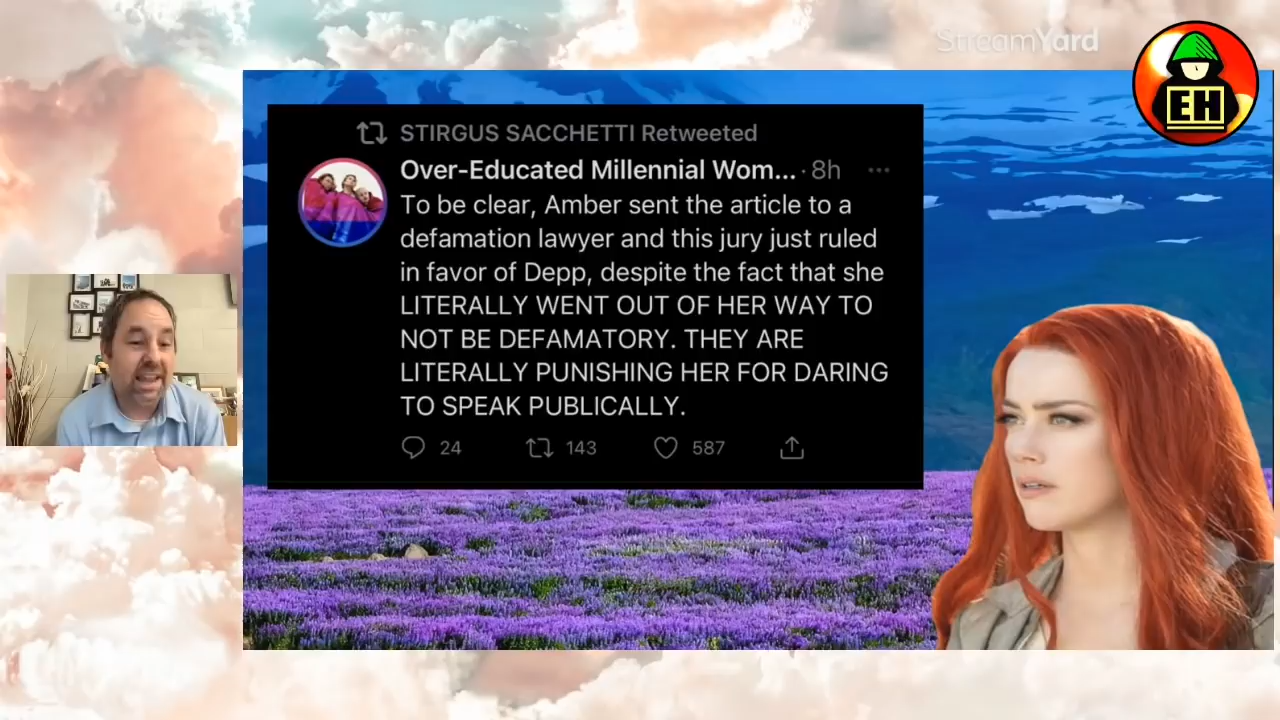 StreamYard
EH
STIRGUS SACCHETTI Retweeted
Over-Educated Millennial Wom... · 8h
To be clear, Amber sent the article to a
defamation lawyer and this jury just ruled
in favor of Depp, despite the fact that she
LITERALLY WENT OUT OF HER WAY TO
NOT BE DEFAMATORY. THEY ARE
LITERALLY PUNISHING HER FOR DARING
TO SPEAK PUBLICALLY.
24 143 587